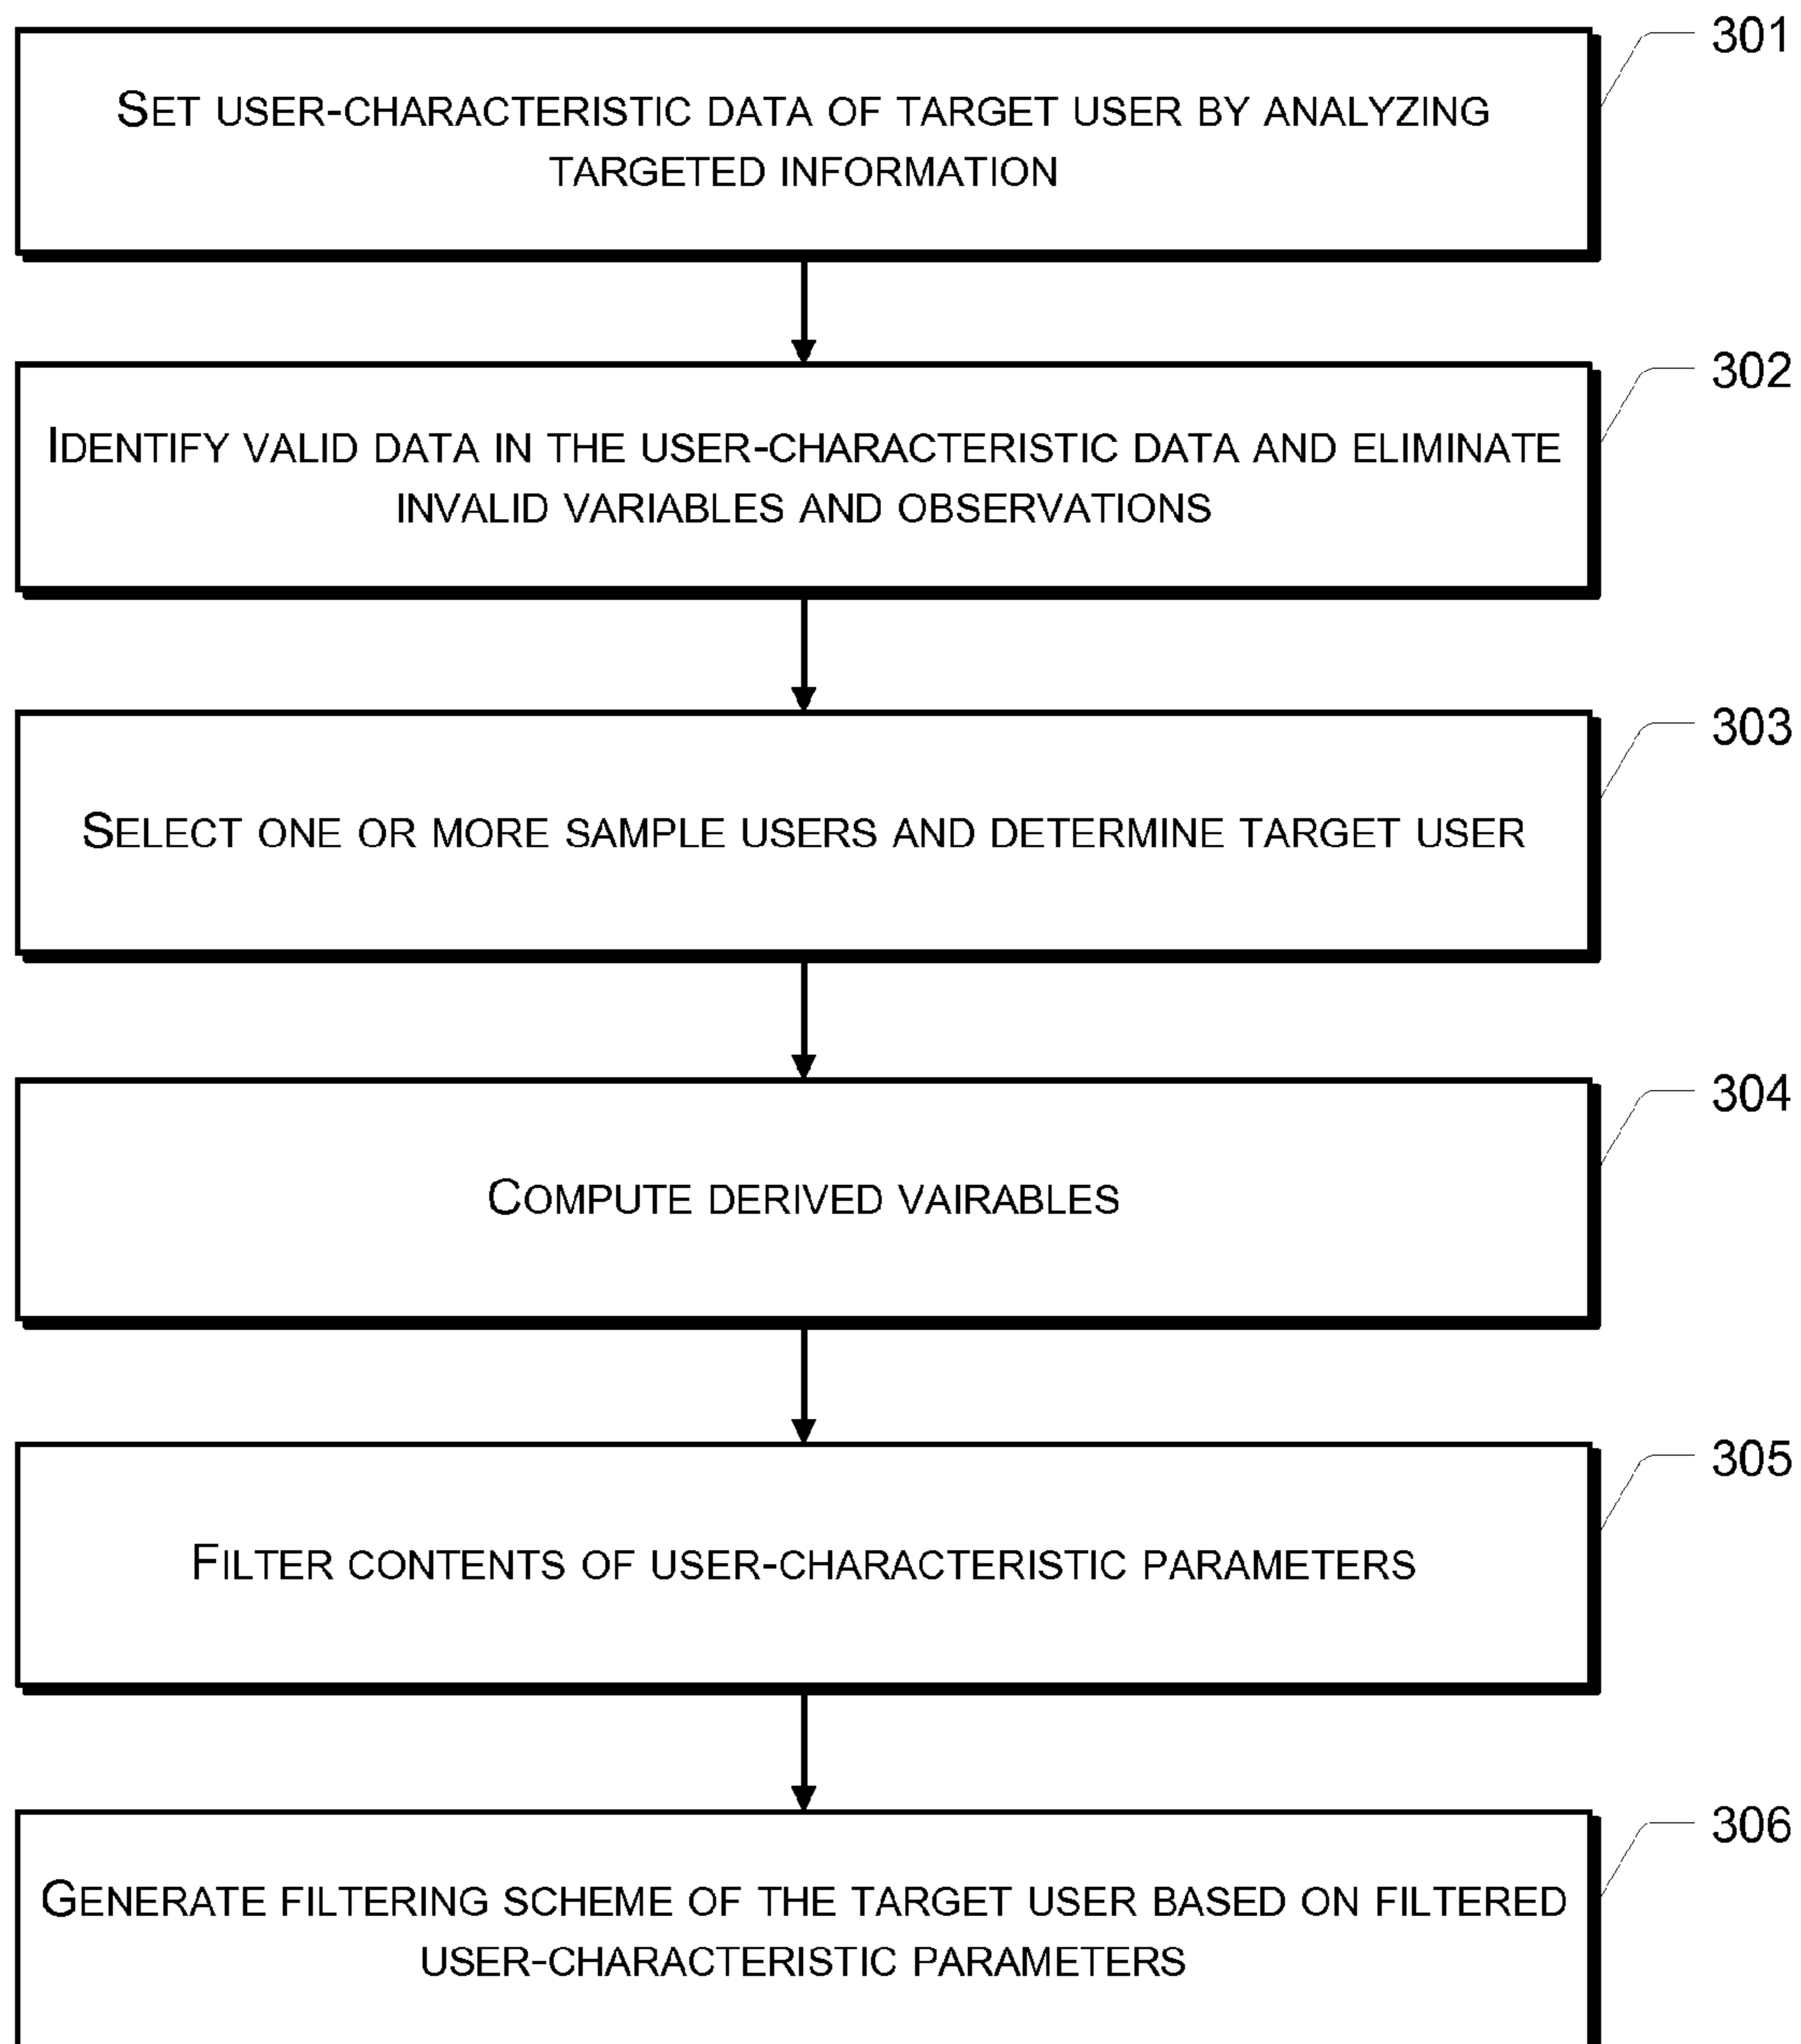 301
SET USER-CHARACTERISTIC DATA OF TARGET USER BY ANALYZING
TARGETED INFORMATION
302
IDENTIFY VALID DATA IN THE USER-CHARACTERISTIC DATA AND ELIMINATE
INVALID VARIABLES AND OBSERVATIONS
303
SELECT ONE OR MORE SAMPLE USERS AND DETERMINE TARGET USER
304
COMPUTE DERIVED VAIRABLES
305
FILTER CONTENTS OF USER-CHARACTERISTIC PARAMETERS
306
GENERATE FILTERING SCHEME OF THE TARGET USER BASED ON FILTERED
USER-CHARACTERISTIC PARAMETERS